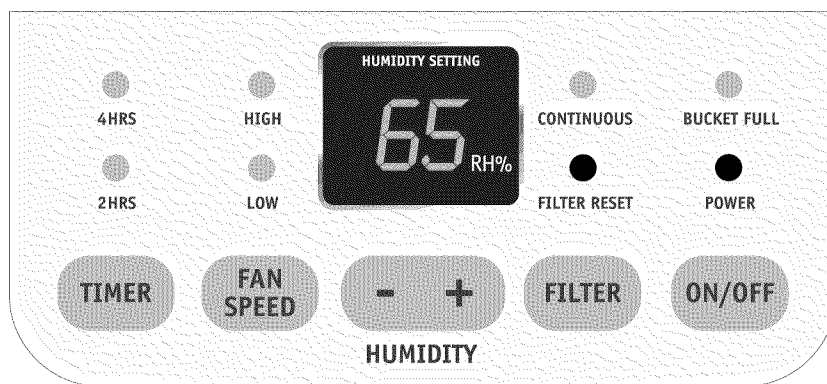 HUMIDITY SETTING
65 RH%
4HRS
HIGH
CONTINUOUS
BUCKET FULL
2HRS
LOW
FILTER RESET
POWER
TIMER
FAN
SPEED
- +
FILTER
ON/OFF
HUMIDITY